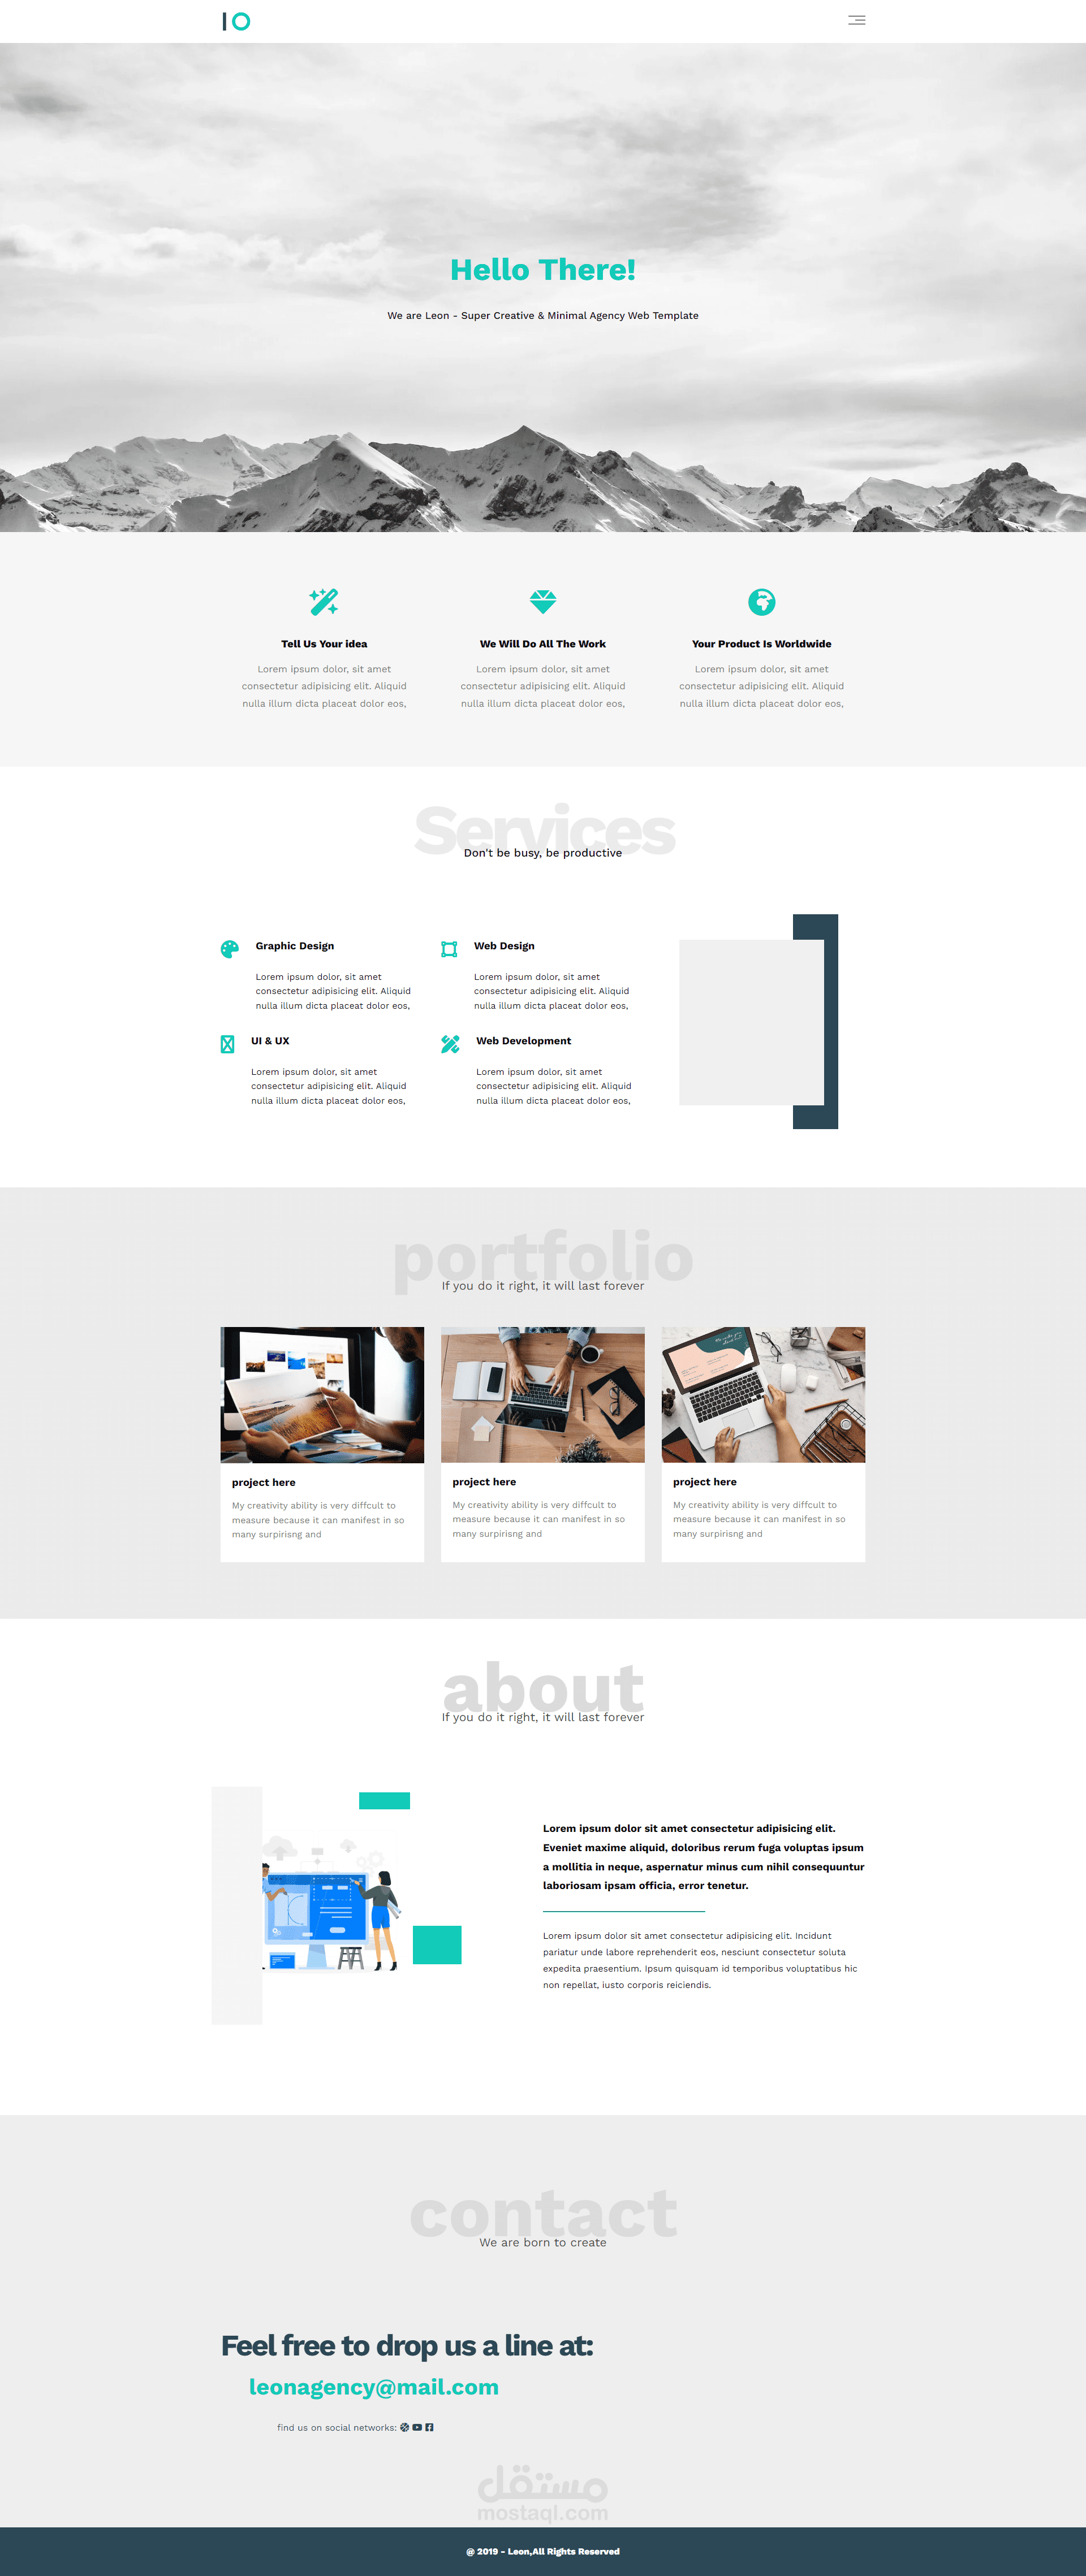 IO
Hello There!
We are Leon - Super Creative & Minimal Agency Web Template
Tell Us Your idea
Lorem ipsum dolor, sit amet
consectetur adipisicing elit. Aliquid
nulla illum dicta placeat dolor eos,
We Will Do All The Work
Lorem ipsum dolor, sit amet
consectetur adipisicing elit. Aliquid
nulla illum dicta placeat dolor eos,
Your Product Is Worldwide
Lorem ipsum dolor, sit amet
consectetur adipisicing elit. Aliquid
nulla illum dicta placeat dolor eos,
Services
Don't be busy, be productive
Graphic Design
Lorem ipsum dolor, sit amet
consectetur adipisicing elit. Aliquid
nulla illum dicta placeat dolor eos,
Web Design
Lorem ipsum dolor, sit amet
consectetur adipisicing elit. Aliquid
nulla illum dicta placeat dolor eos,
UI & UX
Lorem ipsum dolor, sit amet
consectetur adipisicing elit. Aliquid
nulla illum dicta placeat dolor eos,
Web Development
Lorem ipsum dolor, sit amet
consectetur adipisicing elit. Aliquid
nulla illum dicta placeat dolor eos,
portfolio
If you do it right, it will last forever
project here
My creativity ability is very diffcult to
measure because it can manifest in so
many surpirisng and
project here
My creativity ability is very diffcult to
measure because it can manifest in so
many surpirisng and
project here
My creativity ability is very diffcult to
measure because it can manifest in so
many surpirisng and
about
If you do it right, it will last forever
Lorem ipsum dolor sit amet consectetur adipisicing elit.
Eveniet maxime aliquid, doloribus rerum fuga voluptas ipsum
a mollitia in neque, aspernatur minus cum nihil consequuntur
laboriosam ipsam officia, error tenetur.
Lorem ipsum dolor sit amet consectetur adipisicing elit. Incidunt
pariatur unde labore reprehenderit eos, nesciunt consectetur soluta
expedita praesentium. Ipsum quisquam id temporibus voluptatibus hic
non repellat, iusto corporis reiciendis.
contact
We are born to create
Feel free to drop us a line at:
leonagency@mail.com
find us on social networks:
مستقل
mostaql.com
@ 2019 - Leon,All Rights Reserved